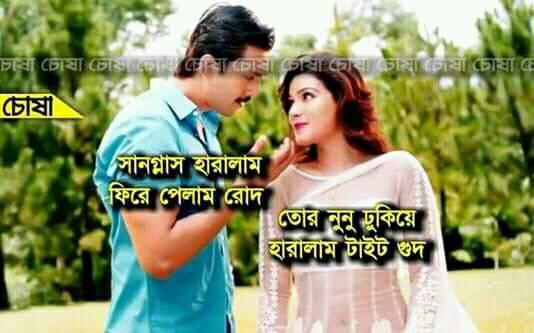 চোষা চোষা চোষা চোষা চোষা চোষা চোষা চোষা চোষা চোষা চোষা
চোষা
সানগ্লাস হারালাম
ফিরে পেলাম রোদ
তোর নুনু ঢুকিয়ে
হারালাম টাইট গুদ